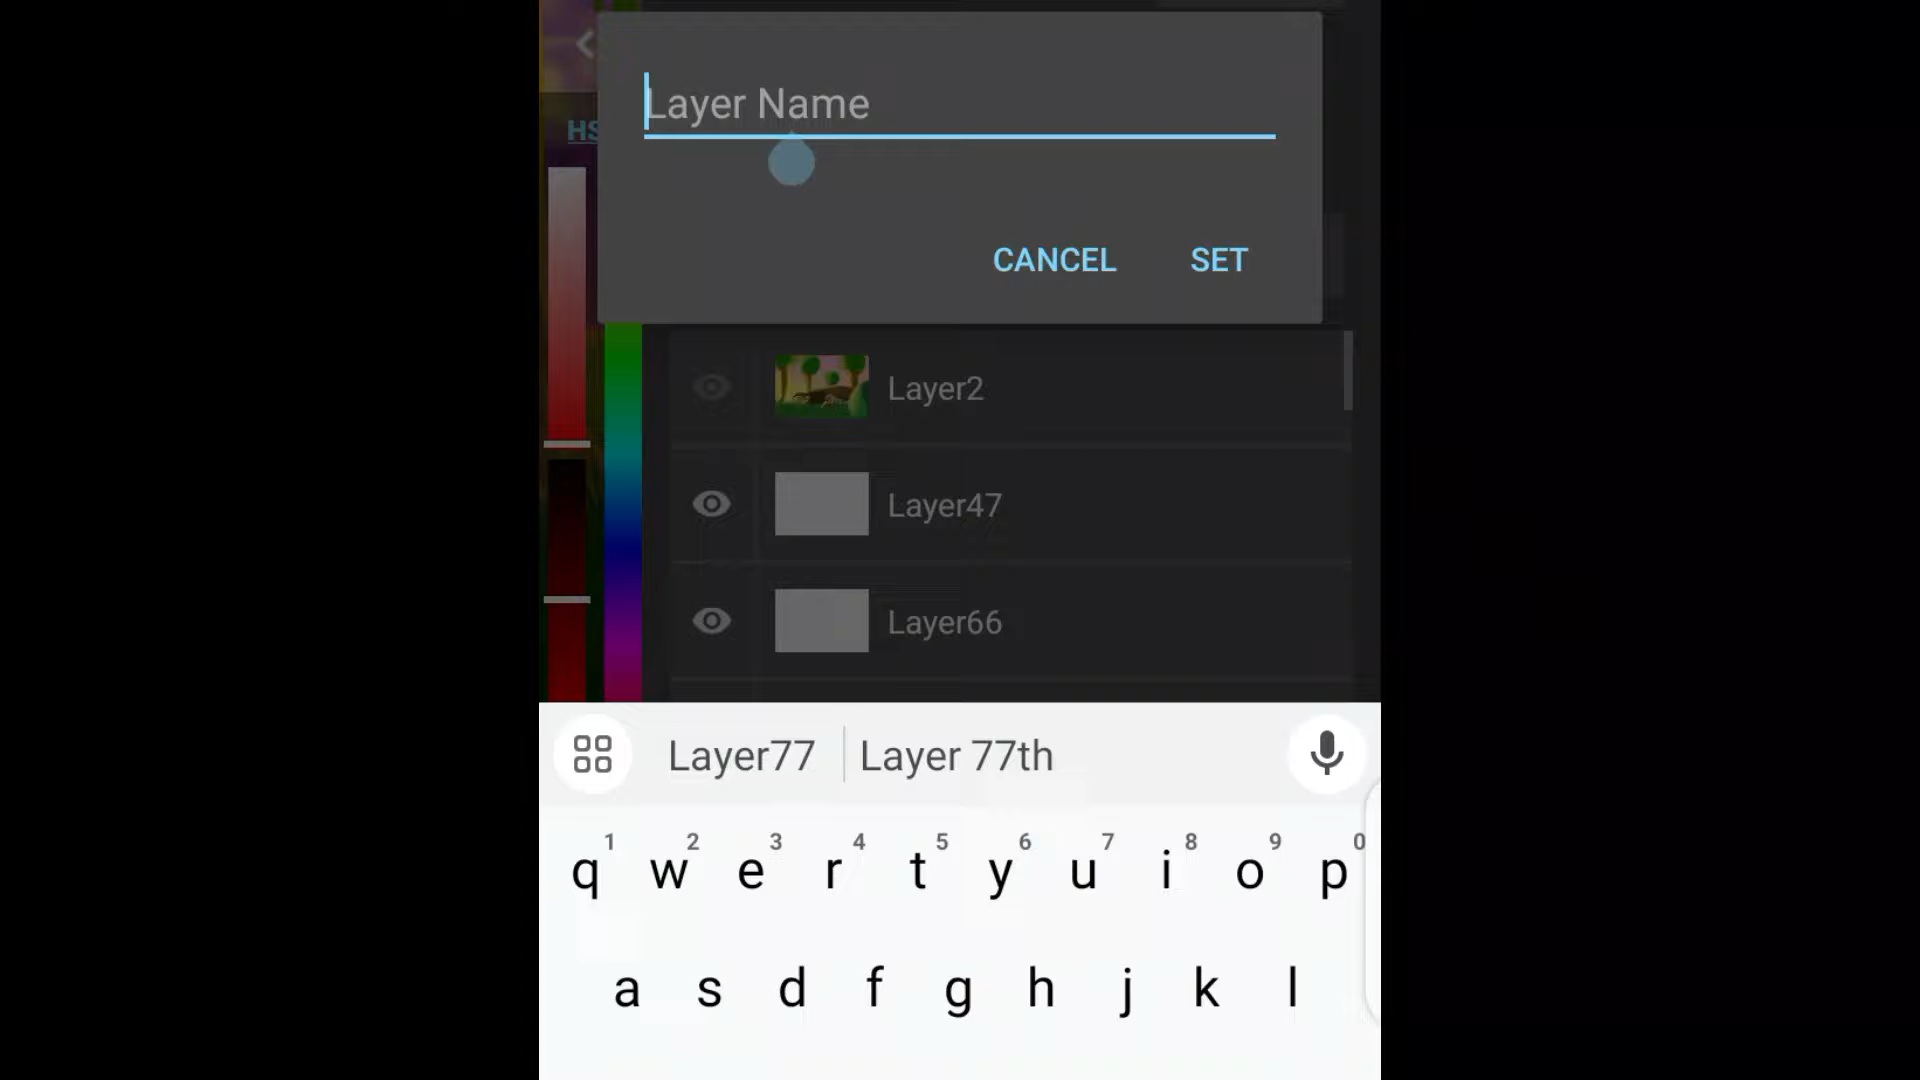 Layer Name
HS
CANCEL SET
Layer2
Layer47
Layer66
Layer77 Layer 77th
1 2 3 4 5 6 7 8 9 0
q w e r t y u i o p
a s d f g h j k l